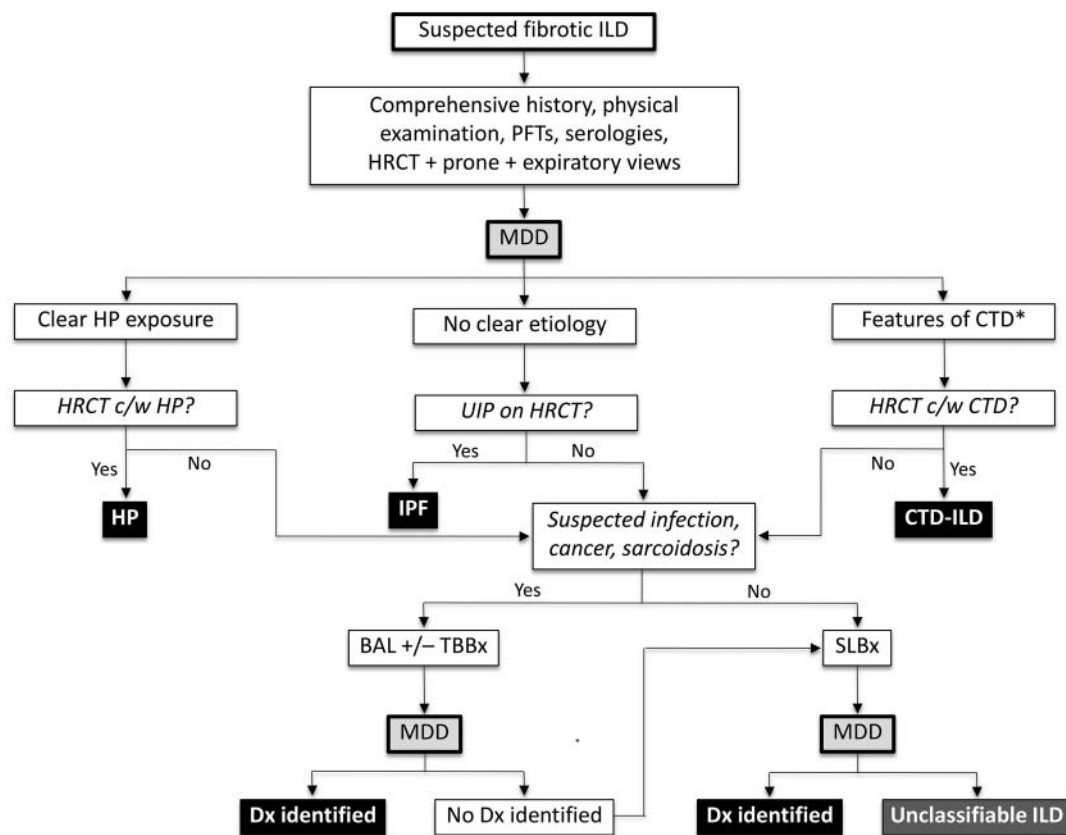 Suspected fibrotic ILD
Comprehensive history, physical
examination, PFTs, serologies,
HRCT + prone + expiratory views
MDD
Clear HP exposure
No clear etiology
Features of CTD*
HRCT c/w HP?
UIP on HRCT?
HRCT c/w CTD?
Yes
No
Yes
No
No
Yes
HP
IPF
CTD-ILD
Suspected infection,
cancer, sarcoidosis?
Yes
No
BAL +/– TBBx
SLBx
MDD
MDD
Dx identified
No Dx identified
Dx identified
Unclassifiable ILD